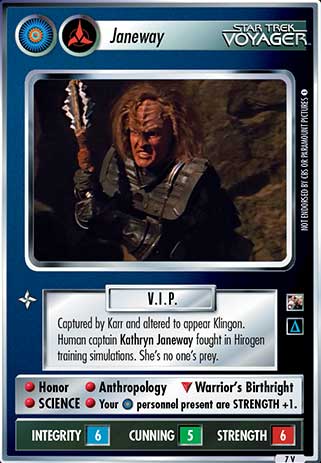 Janeway
STAR TREK
VOYAGER
NOT ENDORSED BY CBS OR PARAMOUNT PICTURES
V.I.P.
Captured by Karr and altered to appear Klingon.
Human captain Kathryn Janeway fought in Hirogen
training simulations. She's no one's prey.
Honor Anthropology Warrior's Birthright
SCIENCE Your personnel present are STRENGTH +1.
INTEGRITY 6 CUNNING 5 STRENGTH 6
7 V